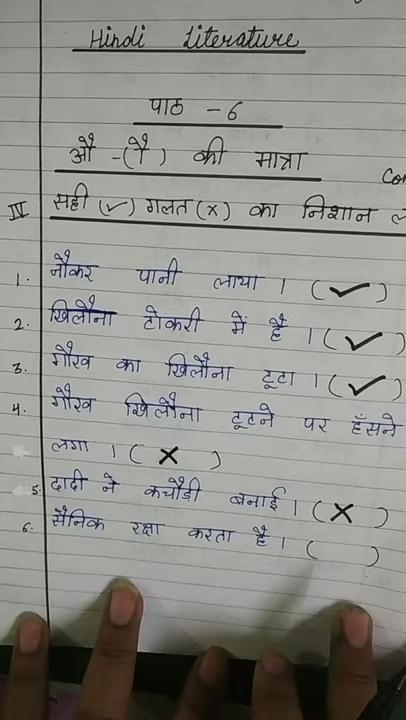 Hindi Literature
पाठ - 6
औ - (ौ) की मात्रा
IV सही (✓) गलत (x) का निशान
1. नौकर पानी लाया । (✓)
2. खिलौना टोकरी में है । (✓)
3. गौरव का खिलौना टूटा । (✓)
4. गौरव खिलौना टूटने पर हँसने
लगा । (x)
5. दादी ने कचौड़ी बनाई । (x)
6. सैनिक रक्षा करता है । ( )